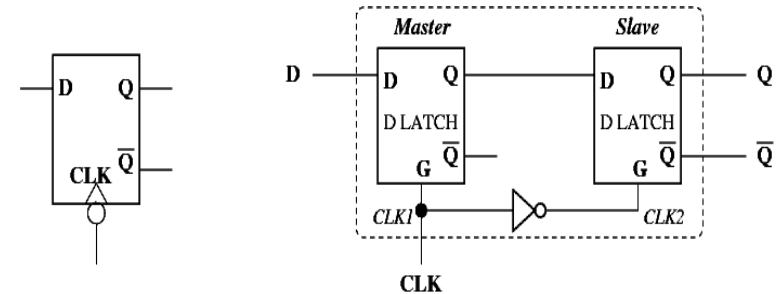 D Q
Q̅
CLK
Master Slave
D D Q D Q Q
D LATCH D LATCH
Q̅ Q̅ Q̅
G G
CLK1 CLK2
CLK